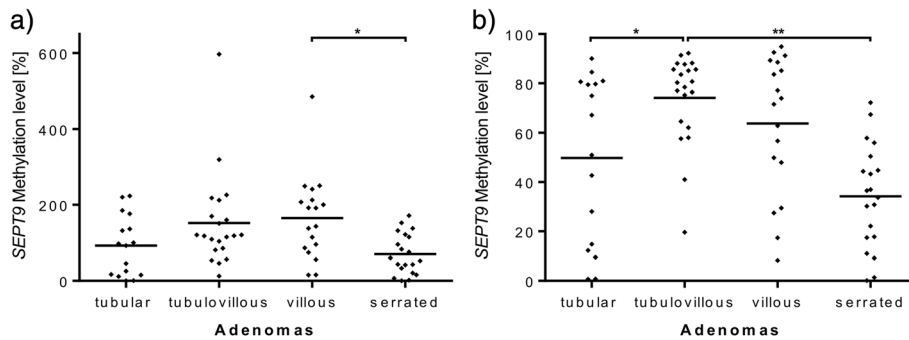 a)
SEPT9 Methylation level [%]
600
400
200
0
*
tubular tubulovillous villous serrated
Adenomas
b)
SEPT9 Methylation level [%]
100
80
60
40
20
0
* **
tubular tubulovillous villous serrated
Adenomas